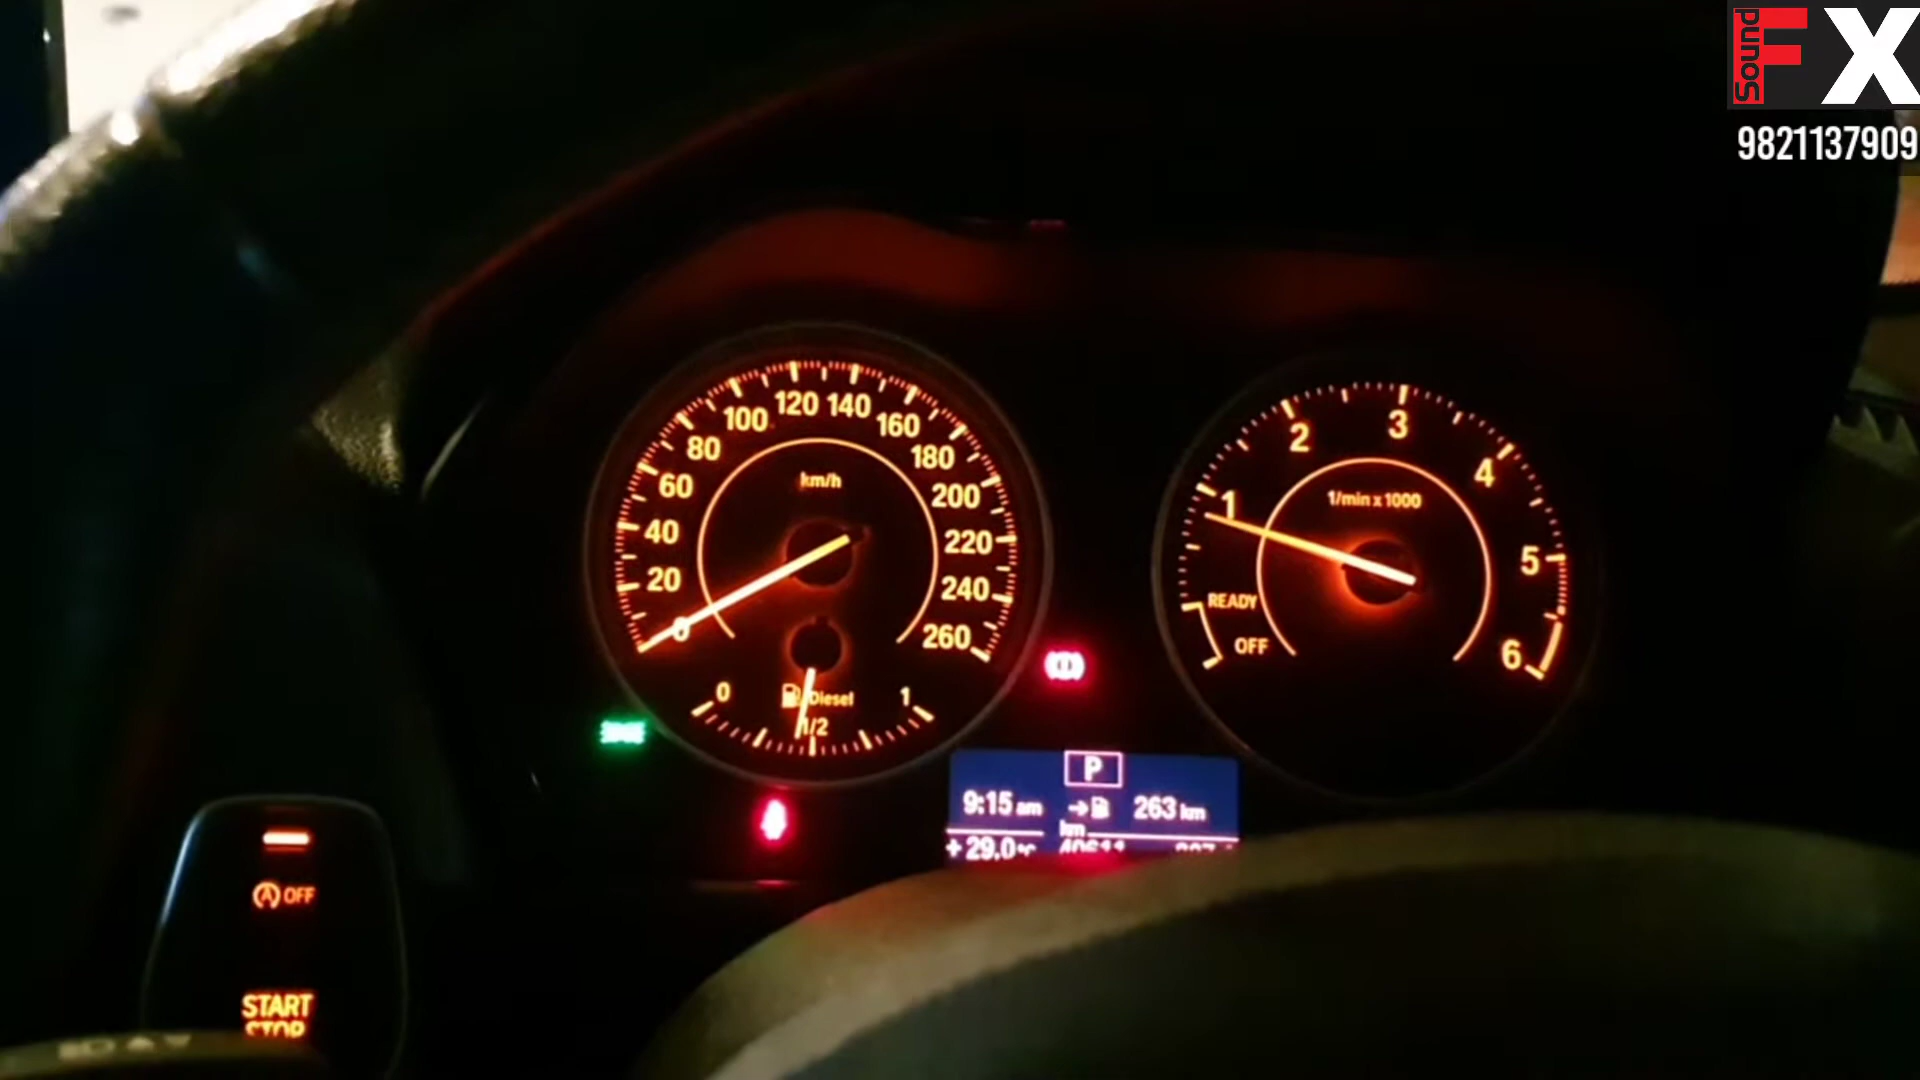 Sound FX
9821137909
0 20 40 60 80 100 120 140 160 180 200 220 240 260
km/h
0 1/2 1
Diesel
1 2 3 4 5 6
1/min x 1000
READY
OFF
P
9:15 am 263 km
km
+ 29.0°C 40611
A OFF
START
STOP